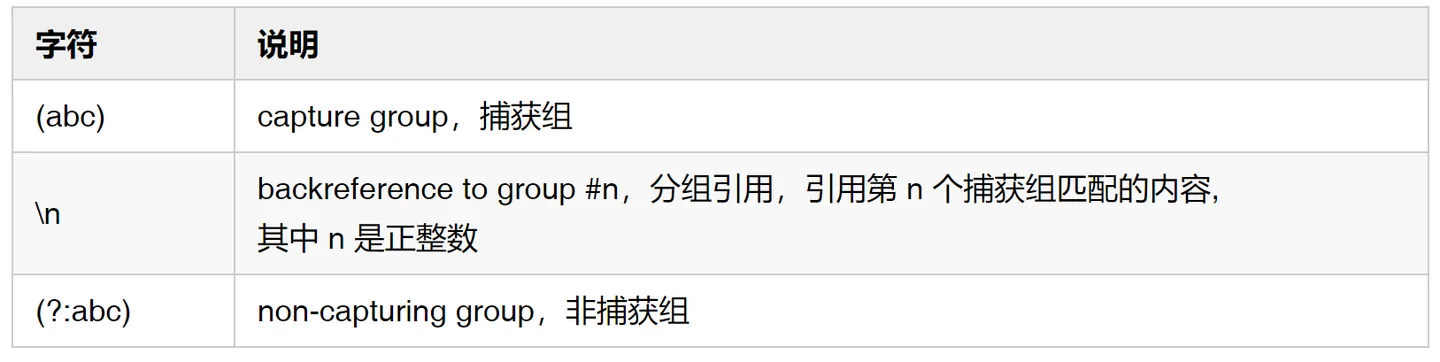 字符 说明
(abc) capture group，捕获组
\n backreference to group #n，分组引用，引用第 n 个捕获组匹配的内容,
其中 n 是正整数
(?:abc) non-capturing group，非捕获组